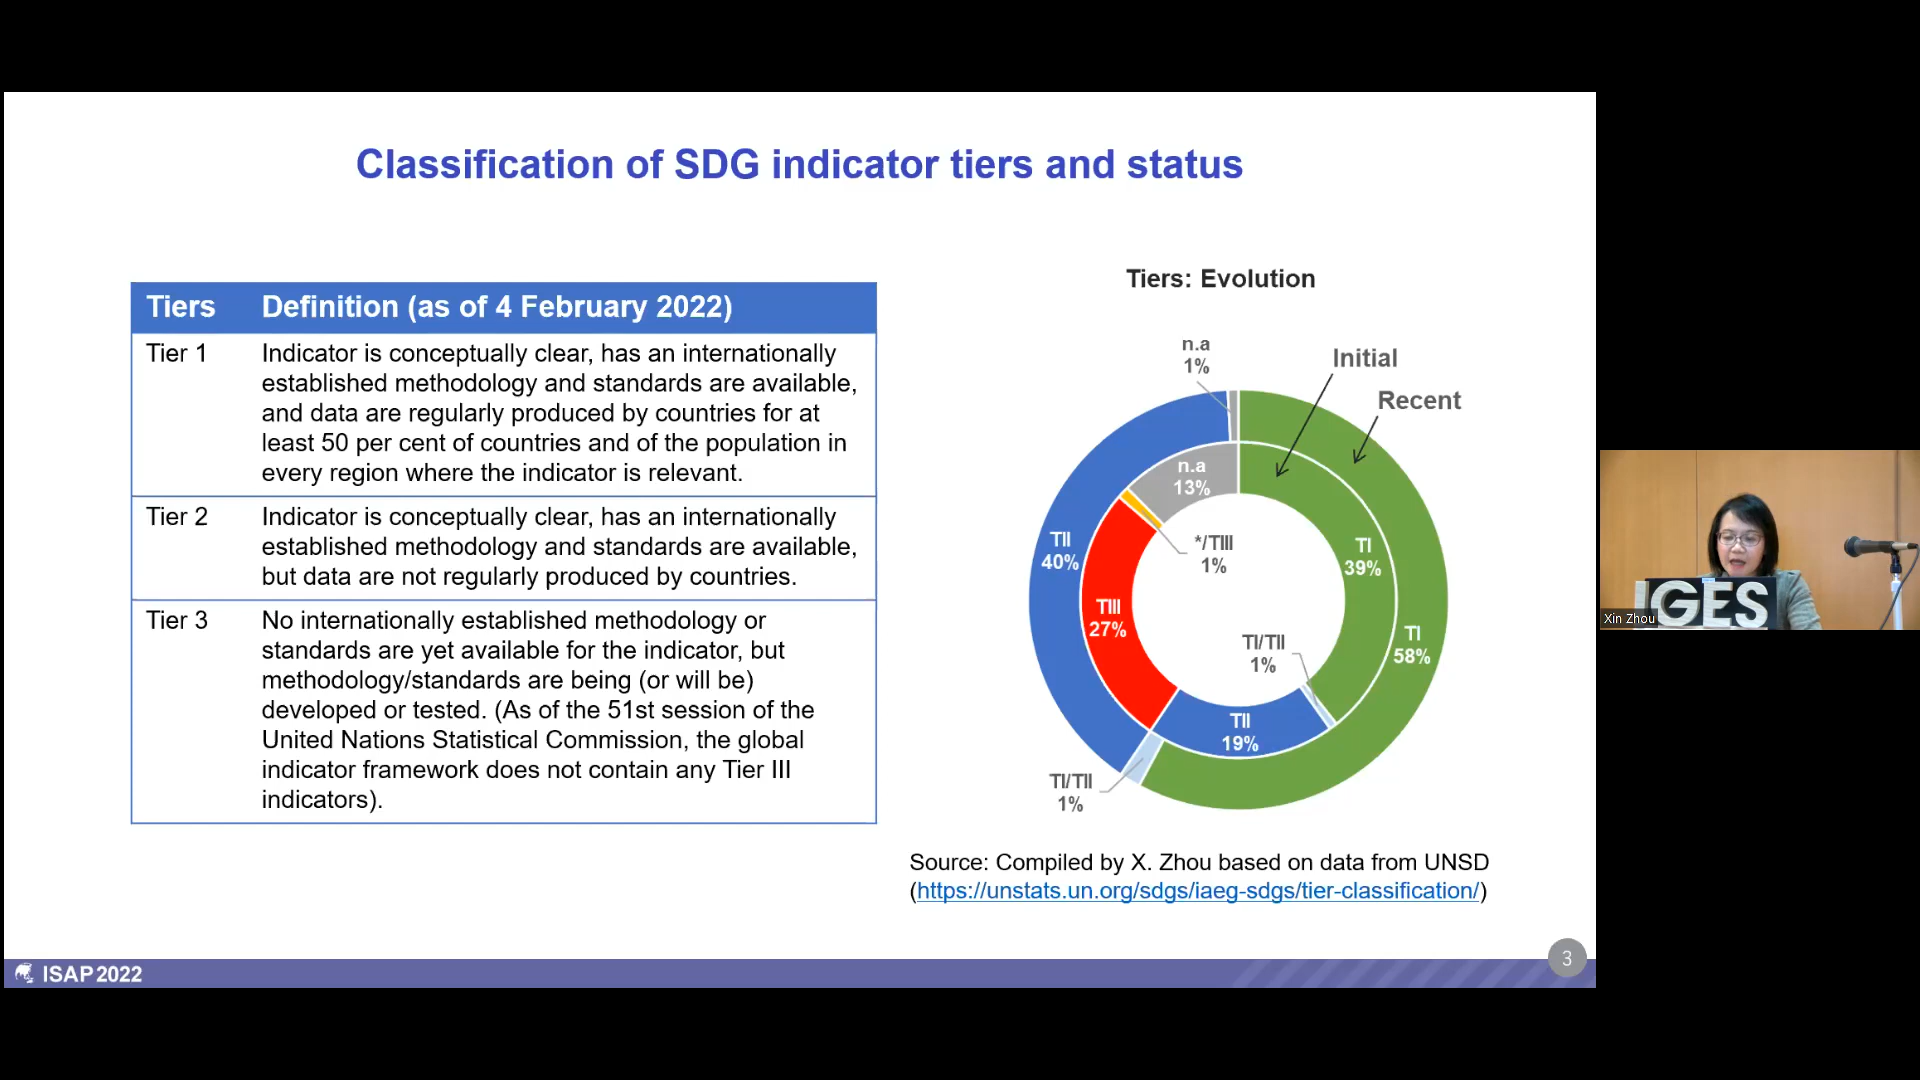 Classification of SDG indicator tiers and status
Tiers Definition (as of 4 February 2022)
Tier 1 Indicator is conceptually clear, has an internationally
established methodology and standards are available,
and data are regularly produced by countries for at
least 50 per cent of countries and of the population in
every region where the indicator is relevant.
Tier 2 Indicator is conceptually clear, has an internationally
established methodology and standards are available,
but data are not regularly produced by countries.
Tier 3 No internationally established methodology or
standards are yet available for the indicator, but
methodology/standards are being (or will be)
developed or tested. (As of the 51st session of the
United Nations Statistical Commission, the global
indicator framework does not contain any Tier III
indicators).
Tiers: Evolution
n.a
1%
Initial
Recent
n.a
13%
TII
40%
*/TIII
1%
TI
39%
TIII
27%
TI/TII
1%
TI
58%
TII
19%
TI/TII
1%
Source: Compiled by X. Zhou based on data from UNSD
(https://unstats.un.org/sdgs/iaeg-sdgs/tier-classification/)
ISAP 2022
3
IGES
Xin Zhou